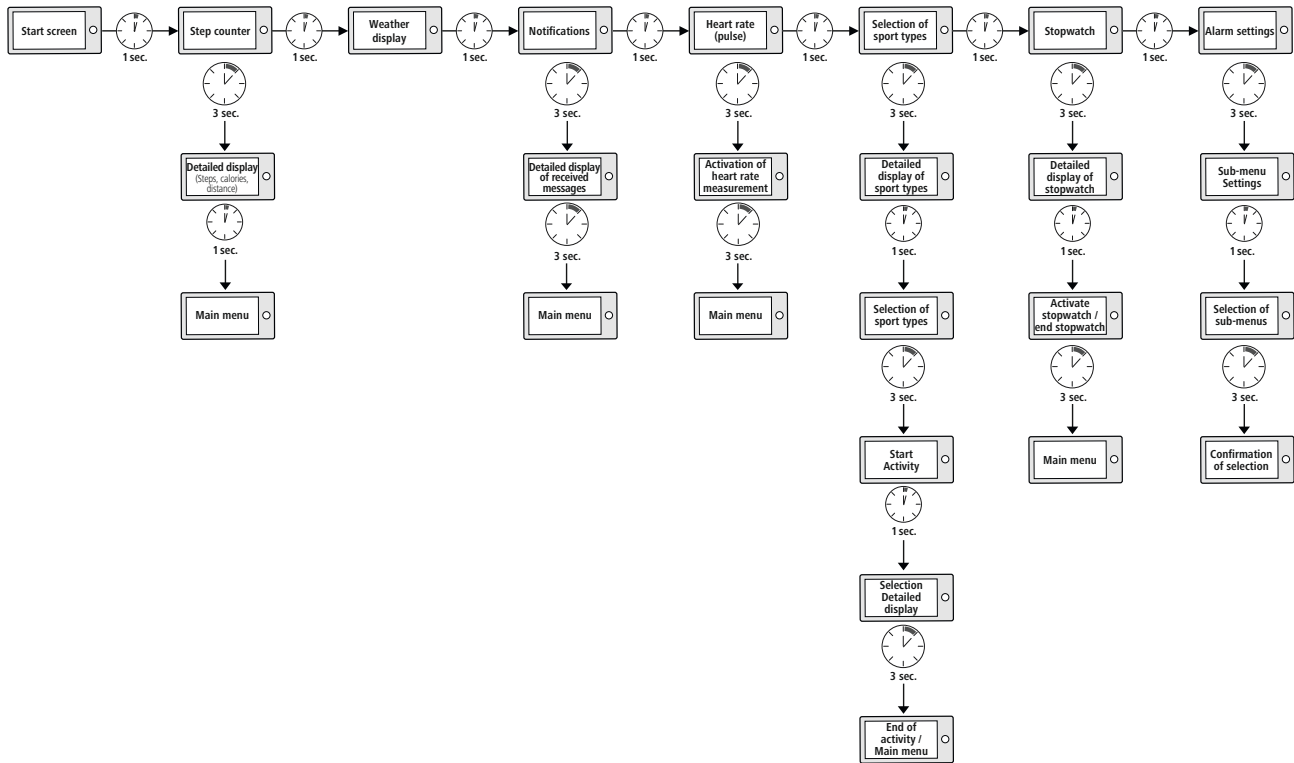 Start screen
1 sec.
Step counter
1 sec.
Weather
display
1 sec.
Notifications
1 sec.
Heart rate
(pulse)
1 sec.
Selection of
sport types
1 sec.
Stopwatch
1 sec.
Alarm settings
3 sec.
3 sec.
3 sec.
3 sec.
3 sec.
3 sec.
Detailed display
(Steps, calories,
distance)
Detailed display
of received
messages
Activation of
heart rate
measurement
Detailed
display of
sport types
Detailed
display of
stopwatch
Sub-menu
Settings
1 sec.
3 sec.
3 sec.
1 sec.
1 sec.
1 sec.
Main menu
Main menu
Main menu
Selection of
sport types
Activate
stopwatch /
end stopwatch
Selection of
sub-menus
3 sec.
3 sec.
3 sec.
Start
Activity
Main menu
Confirmation
of selection
1 sec.
Selection
Detailed
display
3 sec.
End of
activity /
Main menu